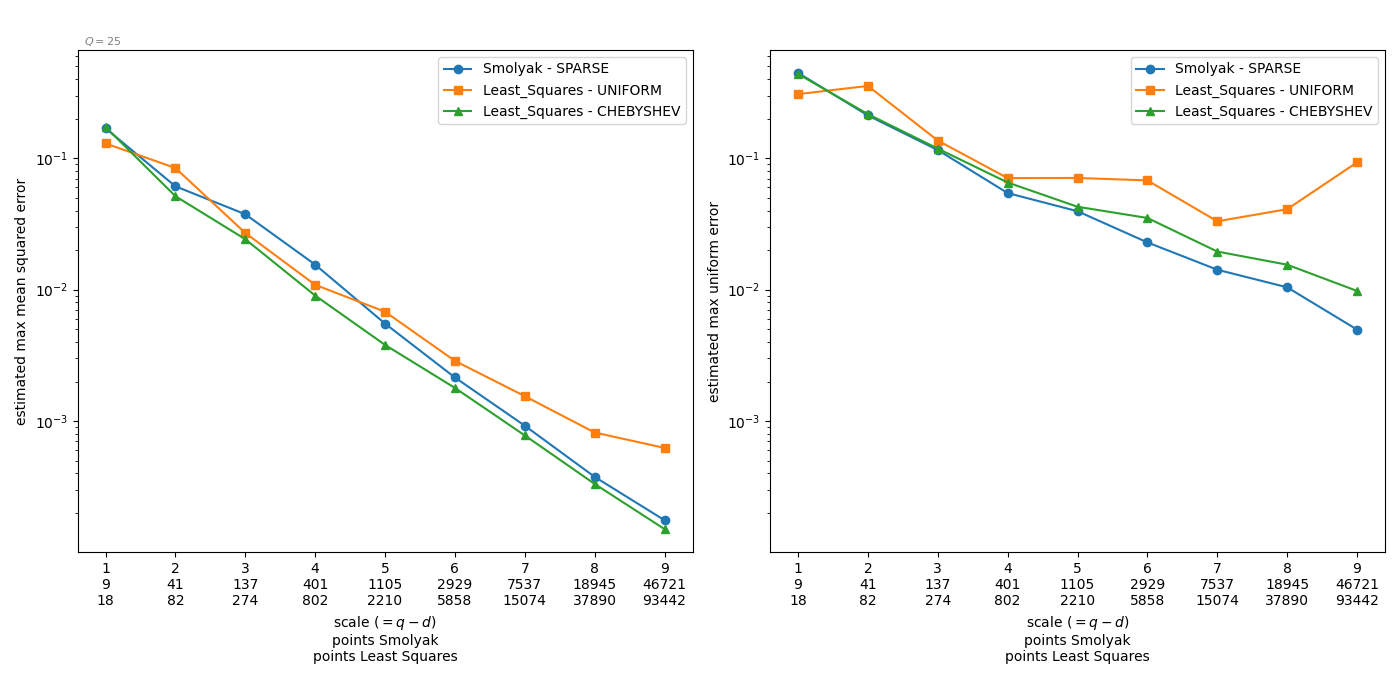 Q = 25
Smolyak - SPARSE
Least_Squares - UNIFORM
Least_Squares - CHEBYSHEV
estimated max mean squared error
10⁻¹
10⁻²
10⁻³
1 2 3 4 5 6 7 8 9
9 41 137 401 1105 2929 7537 18945 46721
18 82 274 802 2210 5858 15074 37890 93442
scale (= q − d)
points Smolyak
points Least Squares
Smolyak - SPARSE
Least_Squares - UNIFORM
Least_Squares - CHEBYSHEV
estimated max uniform error
10⁻¹
10⁻²
10⁻³
1 2 3 4 5 6 7 8 9
9 41 137 401 1105 2929 7537 18945 46721
18 82 274 802 2210 5858 15074 37890 93442
scale (= q − d)
points Smolyak
points Least Squares